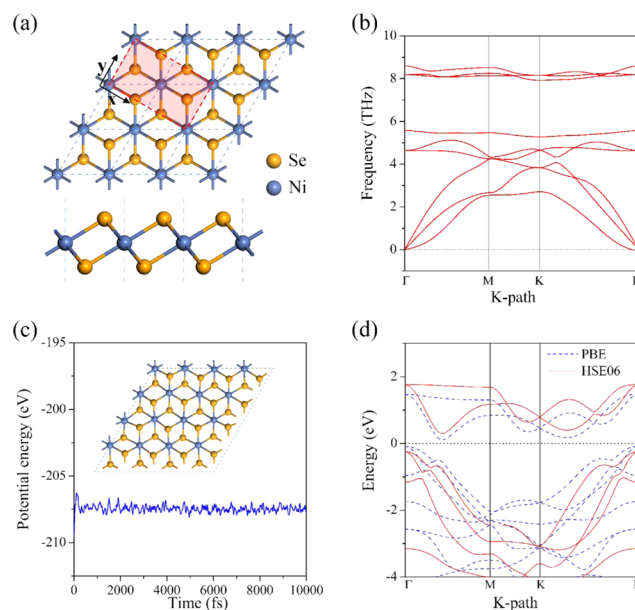 (a)
y
x
Se
Ni
(b)
10
8
6
4
2
0
Frequency (THz)
Γ
M
K
K-path
(c)
-195
-200
-205
-210
Potential energy (eV)
0
2000
4000
6000
8000
10000
Time (fs)
(d)
PBE
HSE06
4
2
0
-2
-4
Energy (eV)
Γ
M
K
K-path